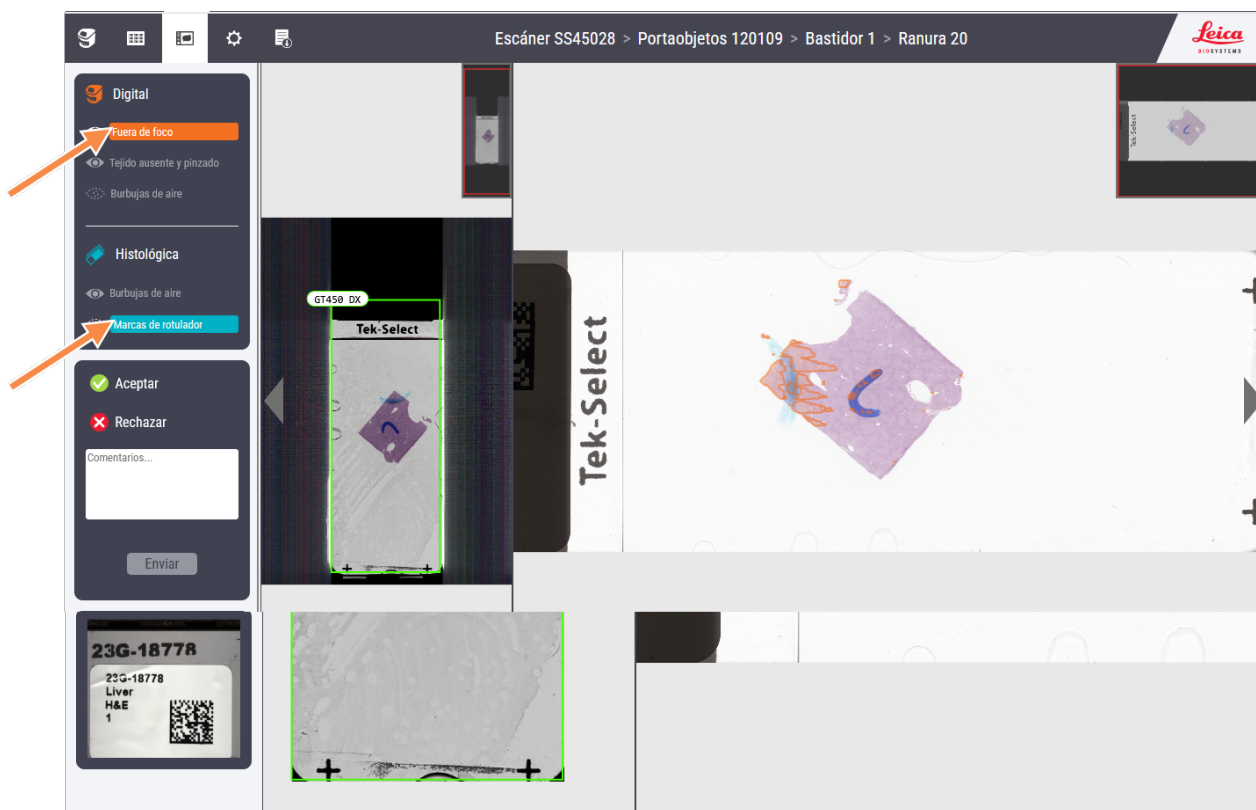 Escáner SS45028 > Portaobjetos 120109 > Bastidor 1 > Ranura 20
Leica
BIOSYSTEMS
Digital
Fuera de foco
Tejido ausente y pinzado
Burbujas de aire
Histológica
Burbujas de aire
Marcas de rotulador
Aceptar
Rechazar
Comentarios...
Enviar
23G-18778
23G-18778
Liver
H&E
1
GT450 DX
Tek-Select
Tek-Select
Tek-Select